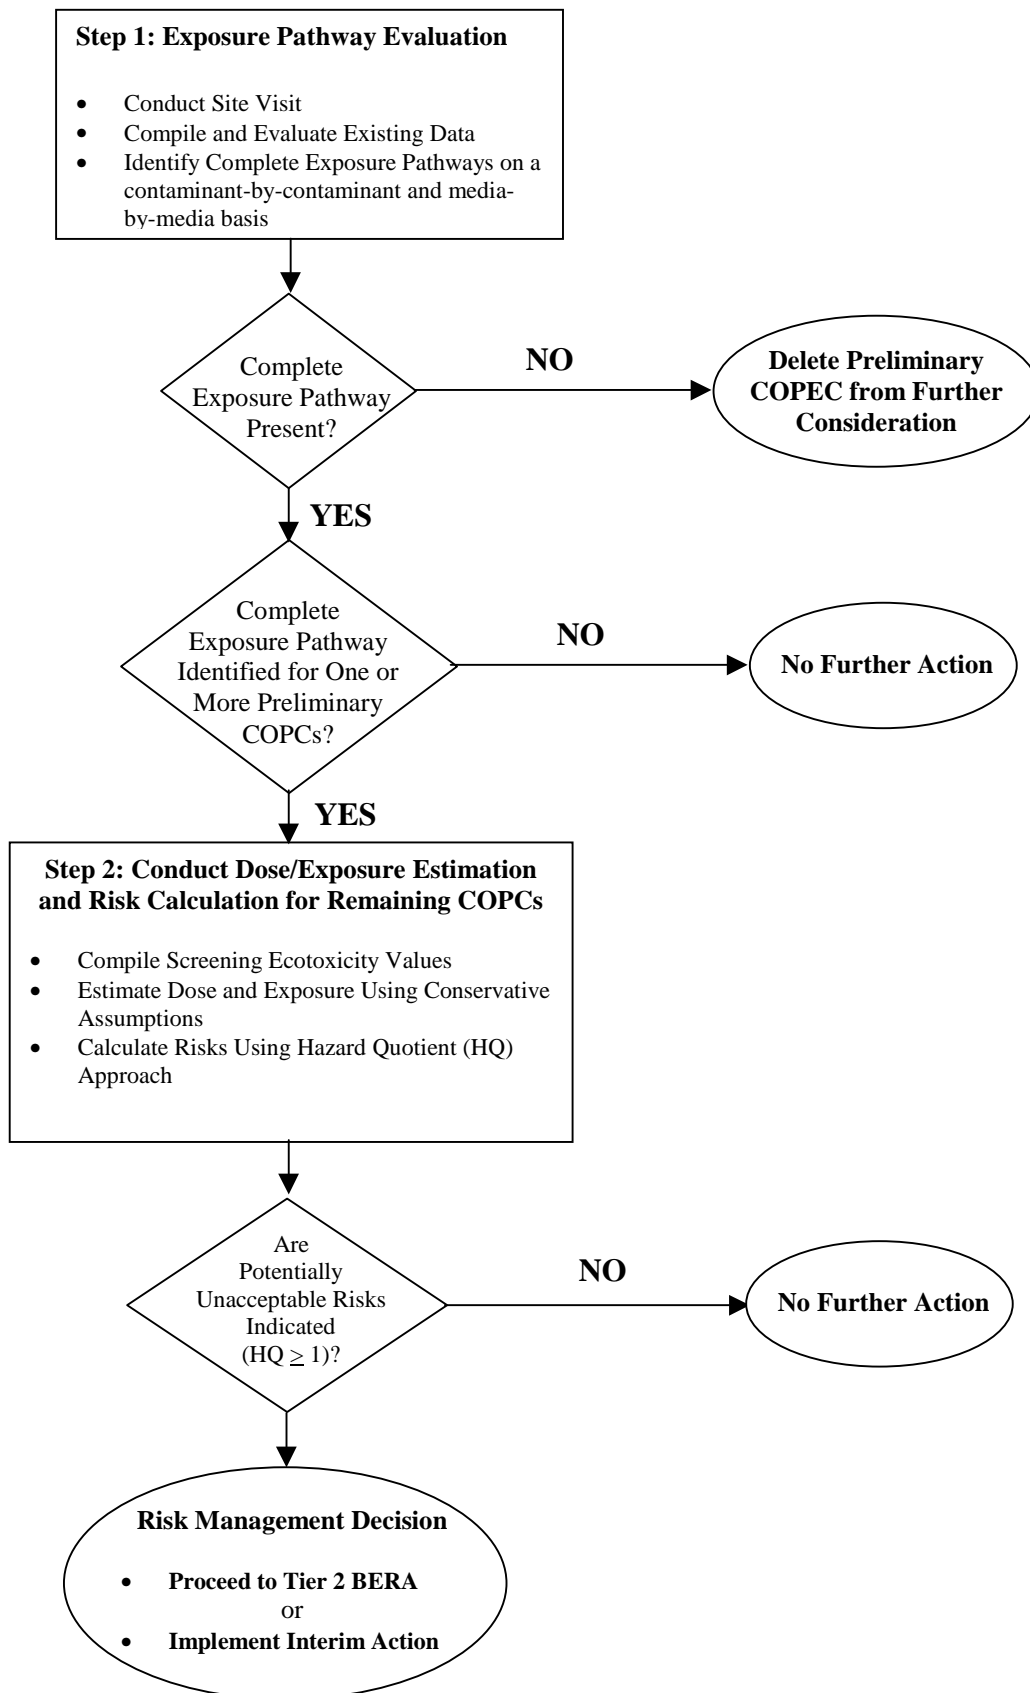 Step 1: Exposure Pathway Evaluation
• Conduct Site Visit
• Compile and Evaluate Existing Data
• Identify Complete Exposure Pathways on a
contaminant-by-contaminant and media-
by-media basis
Complete
Exposure Pathway
Present?
NO
Delete Preliminary
COPEC from Further
Consideration
YES
Complete
Exposure Pathway
Identified for One or
More Preliminary
COPCs?
NO
No Further Action
YES
Step 2: Conduct Dose/Exposure Estimation
and Risk Calculation for Remaining COPCs
• Compile Screening Ecotoxicity Values
• Estimate Dose and Exposure Using Conservative
Assumptions
• Calculate Risks Using Hazard Quotient (HQ)
Approach
Are
Potentially
Unacceptable Risks
Indicated
(HQ ≥ 1)?
NO
No Further Action
Risk Management Decision
• Proceed to Tier 2 BERA
or
• Implement Interim Action